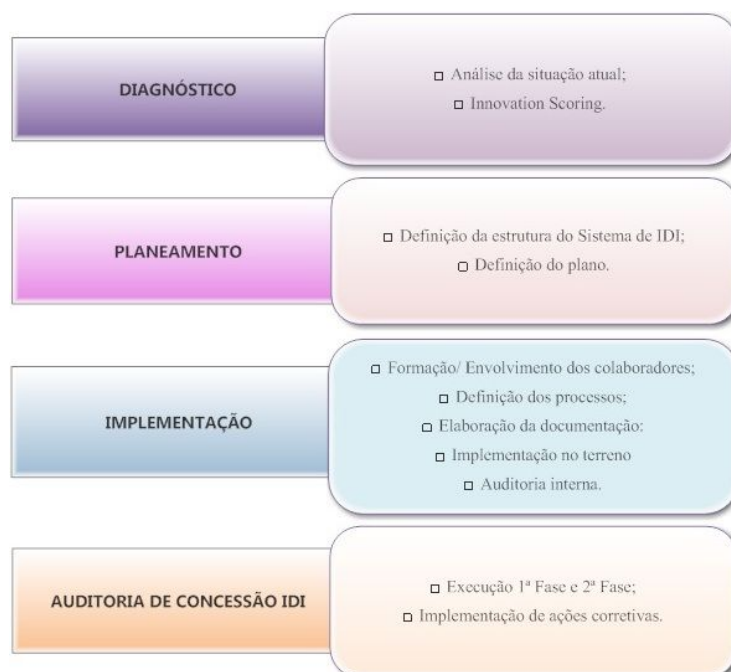 DIAGNÓSTICO
□ Análise da situação atual;
□ Innovation Scoring.
PLANEAMENTO
□ Definição da estrutura do Sistema de IDI;
□ Definição do plano.
IMPLEMENTAÇÃO
□ Formação/ Envolvimento dos colaboradores;
□ Definição dos processos;
□ Elaboração da documentação:
□ Implementação no terreno
□ Auditoria interna.
AUDITORIA DE CONCESSÃO IDI
□ Execução 1ª Fase e 2ª Fase;
□ Implementação de ações corretivas.